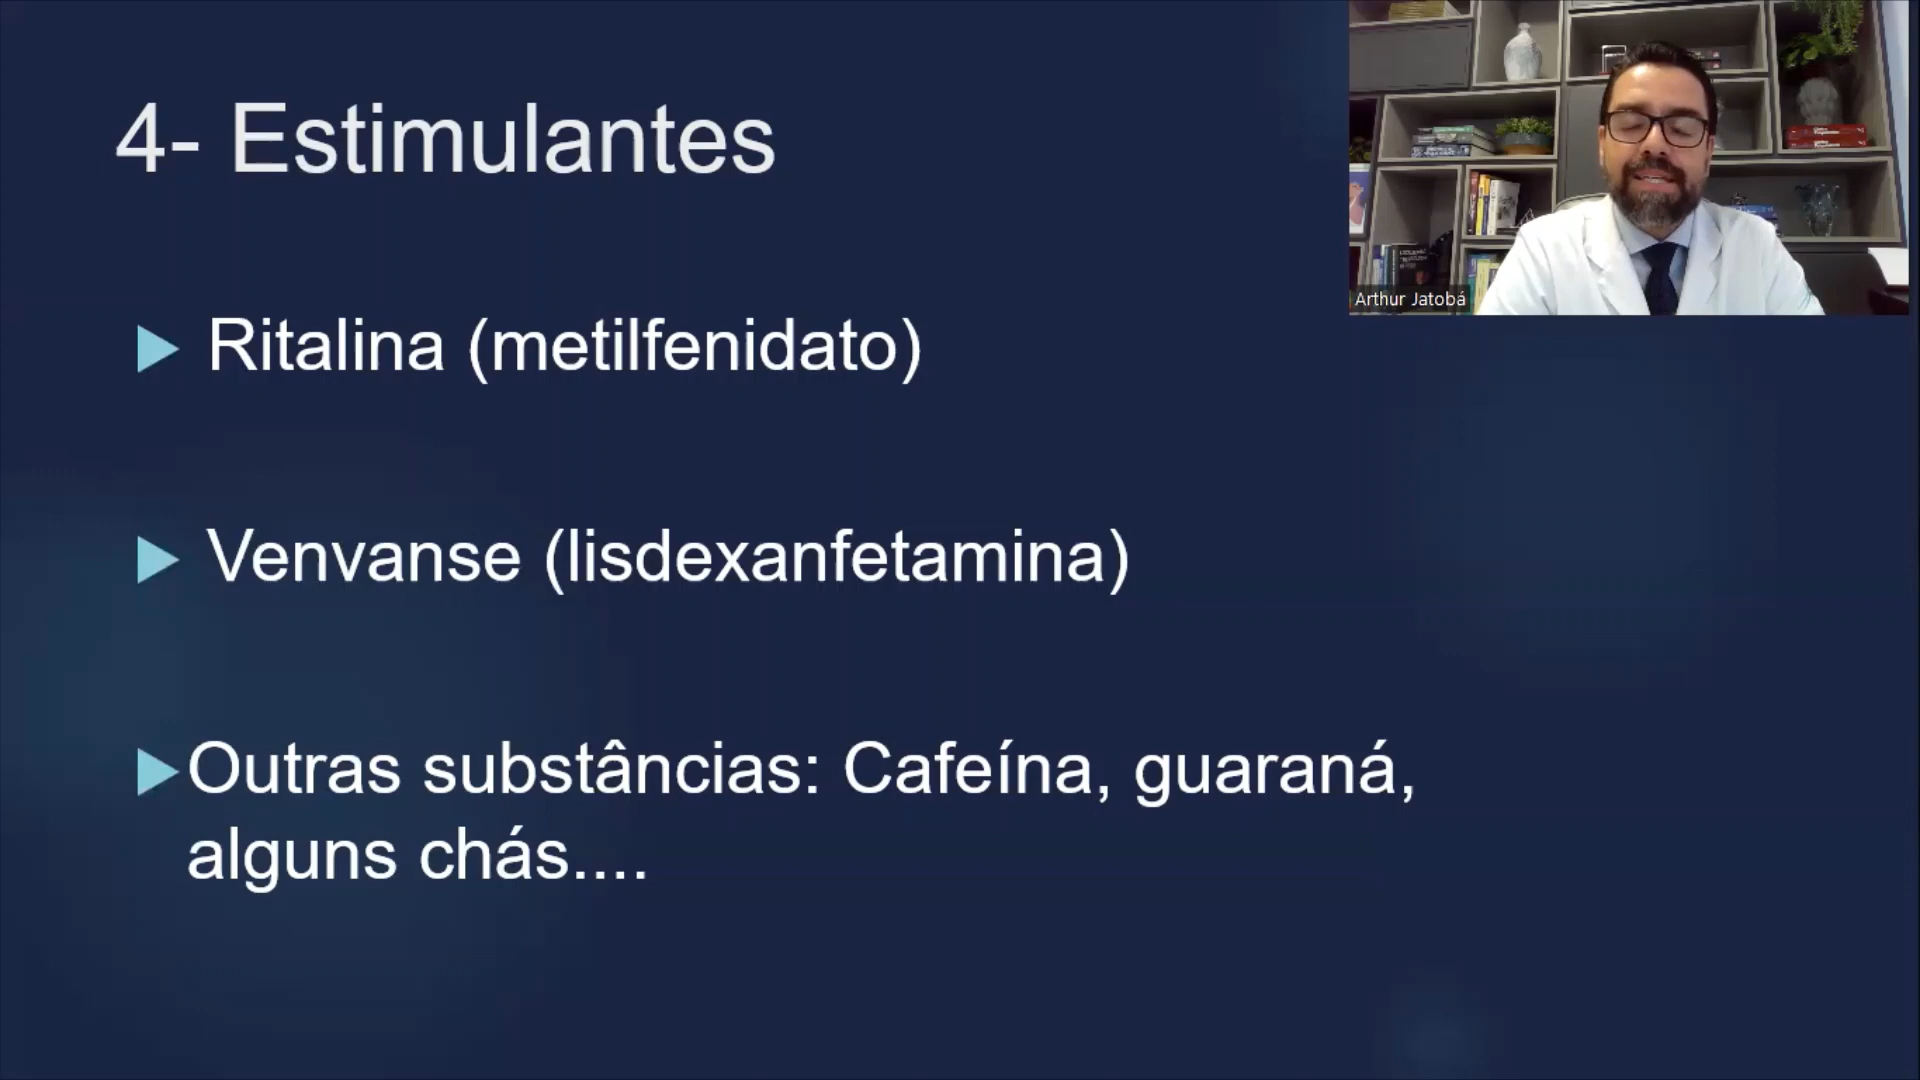 4- Estimulantes
Ritalina (metilfenidato)
Venvanse (lisdexanfetamina)
Outras substâncias: Cafeína, guaraná,
alguns chás....
Arthur Jatobá